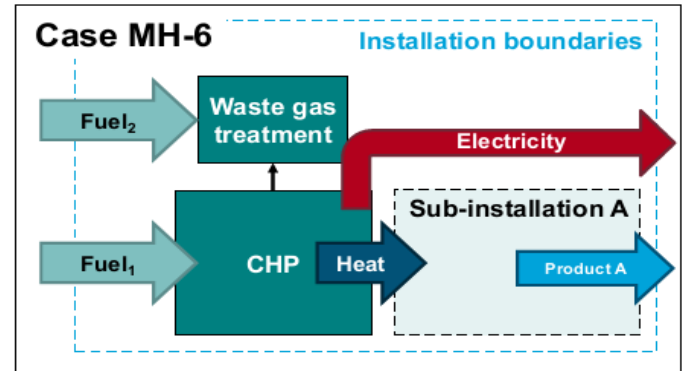 Case MH-6
Installation boundaries
Fuel₂
Waste gas
treatment
Electricity
Sub-installation A
Fuel₁
CHP
Heat
Product A